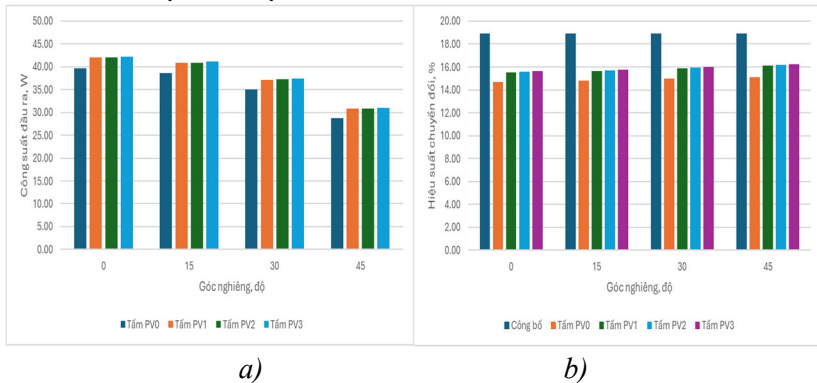 50.00
45.00
40.00
35.00
30.00
25.00
20.00
15.00
10.00
5.00
0.00
Công suất đầu ra, W
0 15 30 45
Góc nghiêng, độ
Tấm PV0 Tấm PV1 Tấm PV2 Tấm PV3
a)
20.00
18.00
16.00
14.00
12.00
10.00
8.00
6.00
4.00
2.00
0.00
Hiệu suất chuyển đổi, %
0 15 30 45
Góc nghiêng, độ
Công bố Tấm PV0 Tấm PV1 Tấm PV2 Tấm PV3
b)